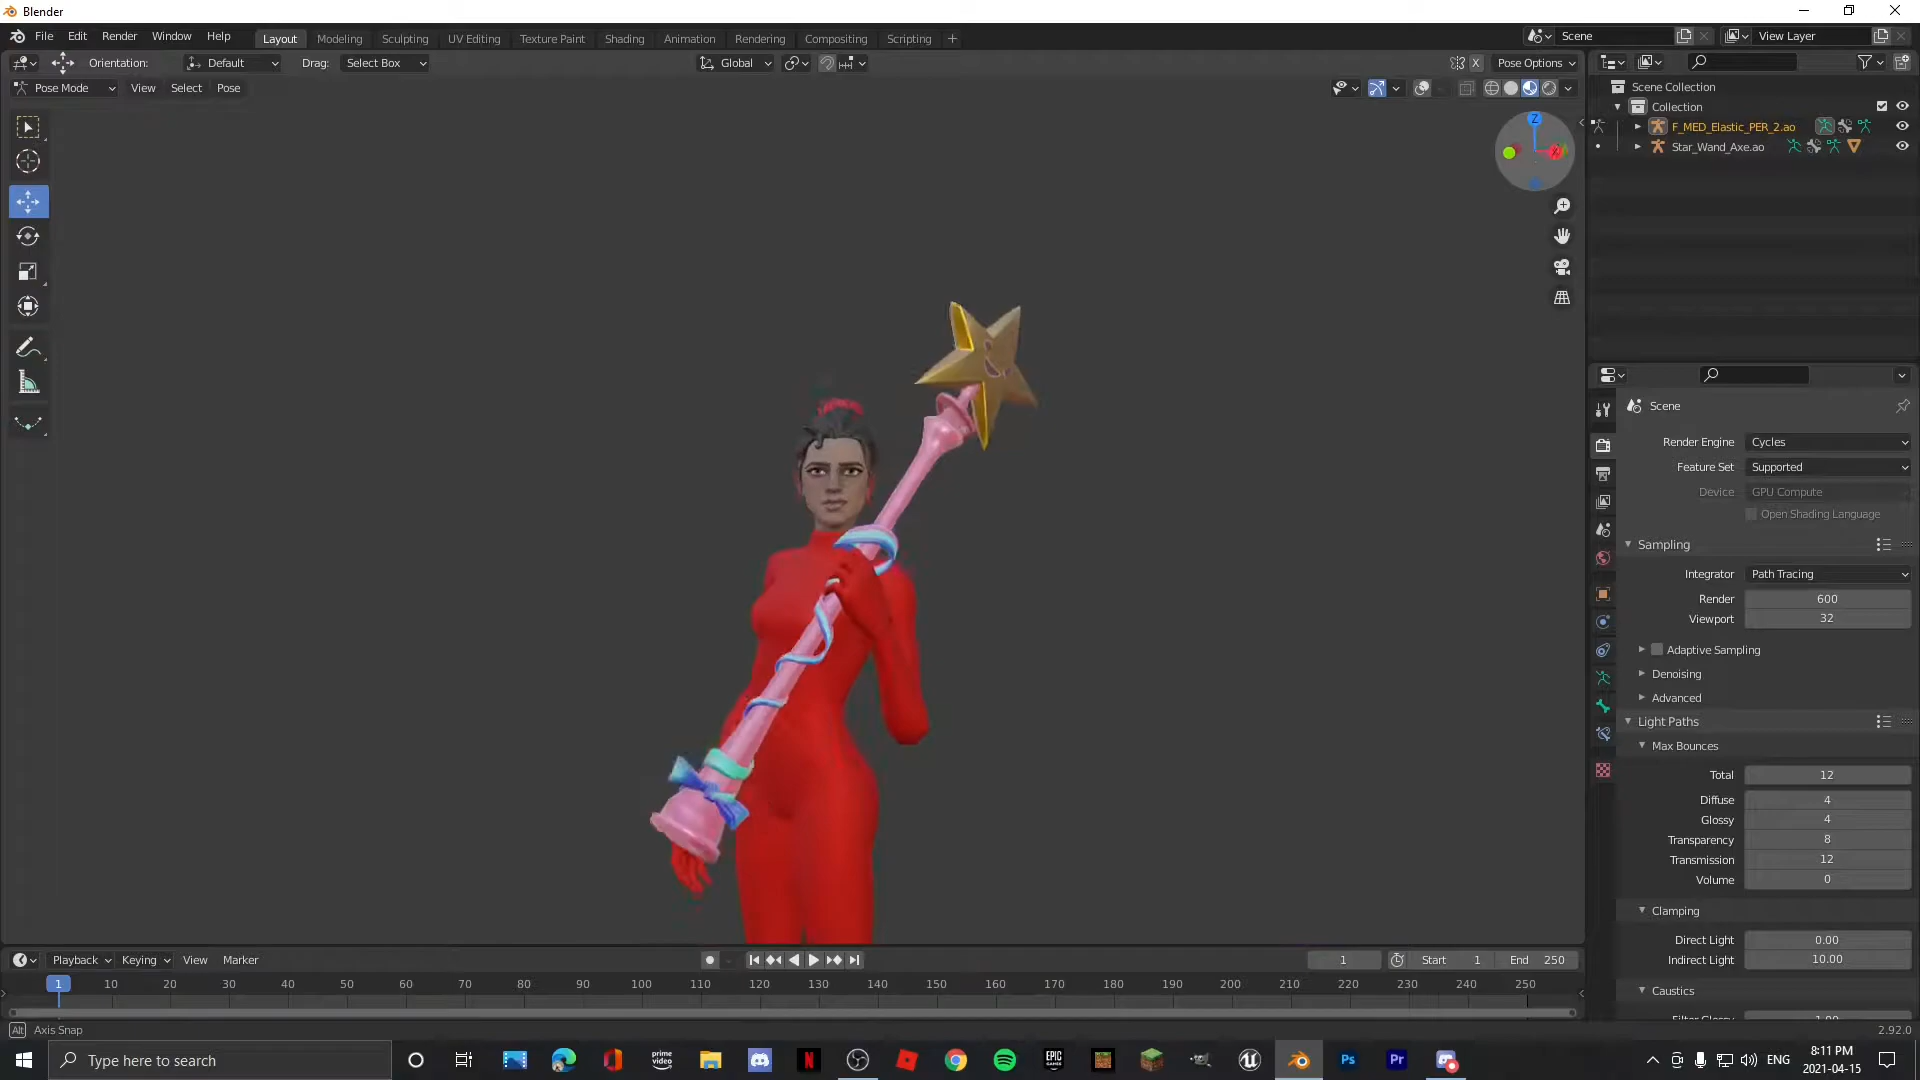 Blender
File Edit Render Window Help
Layout Modeling Sculpting UV Editing Texture Paint Shading Animation Rendering Compositing Scripting +
Scene
View Layer
Orientation: Default Drag: Select Box
Global
X Pose Options
Pose Mode View Select Pose
Z
Scene Collection
Collection
F_MED_Elastic_PER_2.ao
Star_Wand_Axe.ao
Scene
Render Engine Cycles
Feature Set Supported
Device GPU Compute
Open Shading Language
Sampling
Integrator Path Tracing
Render 600
Viewport 32
Adaptive Sampling
Denoising
Advanced
Light Paths
Max Bounces
Total 12
Diffuse 4
Glossy 4
Transparency 8
Transmission 12
Volume 0
Clamping
Direct Light 0.00
Indirect Light 10.00
Caustics
Filter Glossy 1.00
Playback Keying View Marker
1 Start 1 End 250
1 10 20 30 40 50 60 70 80 90 100 110 120 130 140 150 160 170 180 190 200 210 220 230 240 250
Alt Axis Snap
2.92.0
Type here to search
prime video
N
EPIC GAMES
Ps
Pr
ENG
8:11 PM
2021-04-15